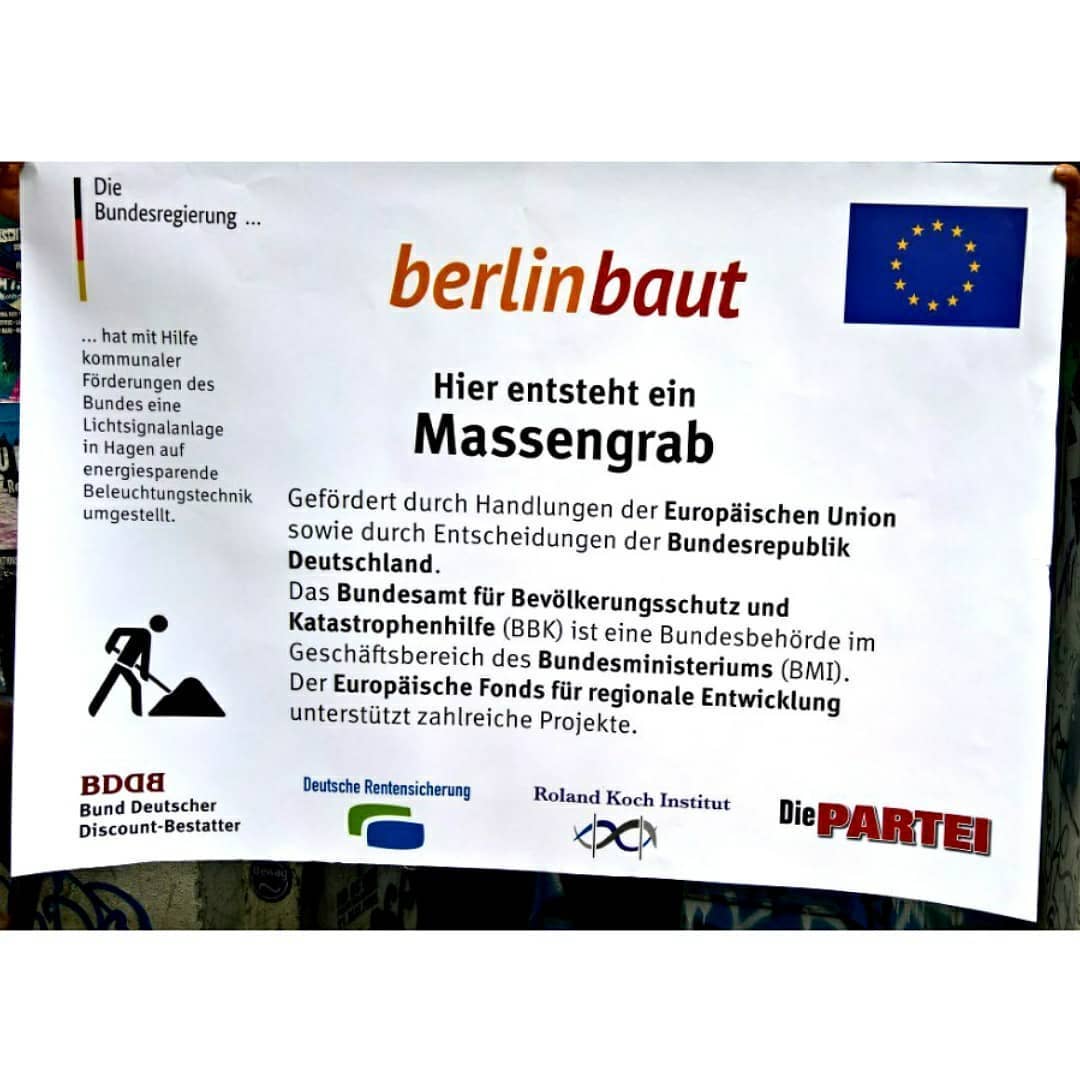 Die
Bundesregierung ...
berlinbaut
... hat mit Hilfe
kommunaler
Förderungen des
Bundes eine
Lichtsignalanlage
in Hagen auf
energiesparende
Beleuchtungstechnik
umgestellt.
Hier entsteht ein
Massengrab
Gefördert durch Handlungen der Europäischen Union
sowie durch Entscheidungen der Bundesrepublik
Deutschland.
Das Bundesamt für Bevölkerungsschutz und
Katastrophenhilfe (BBK) ist eine Bundesbehörde im
Geschäftsbereich des Bundesministeriums (BMI).
Der Europäische Fonds für regionale Entwicklung
unterstützt zahlreiche Projekte.
BDDB
Bund Deutscher
Discount-Bestatter
Deutsche Rentensicherung
Roland Koch Institut
Die PARTEI